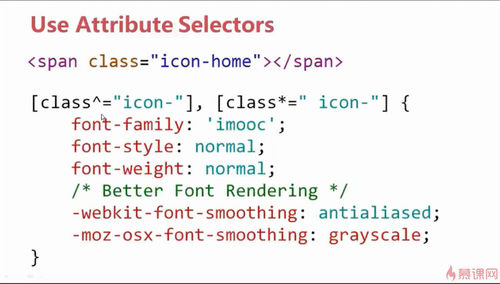 Use Attribute Selectors
<span class="icon-home"></span>
[class^="icon-"], [class*=" icon-"] {
    font-family: 'imooc';
    font-style: normal;
    font-weight: normal;
    /* Better Font Rendering */
    -webkit-font-smoothing: antialiased;
    -moz-osx-font-smoothing: grayscale;
}
慕课网